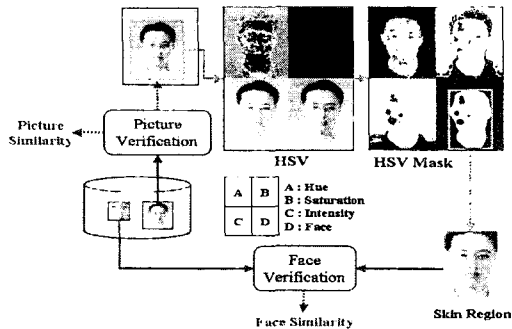 Picture
Similarity
Picture
Verification
HSV
HSV Mask
A B
C D
A : Hue
B : Saturation
C : Intensity
D : Face
Face
Verification
Face Similarity
Skin Region